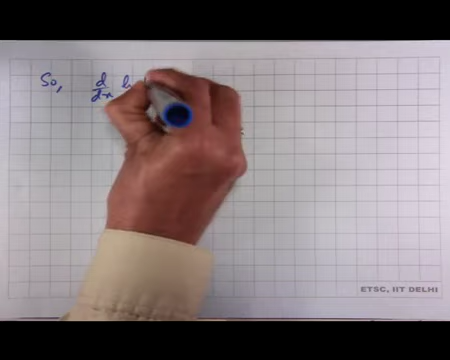 So, d/dx
ETSC, IIT DELHI